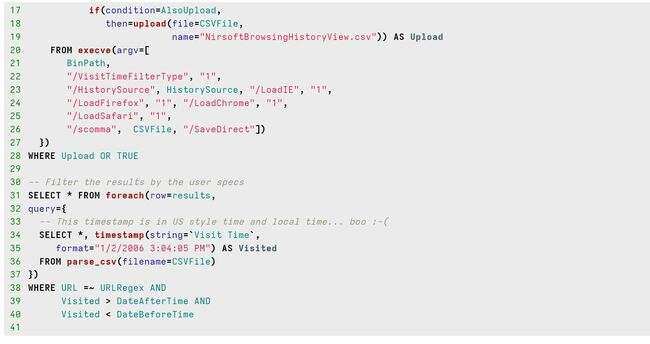 17 if(condition=AlsoUpload,
18 then=upload(file=CSVFile,
19 name="NirsoftBrowsingHistoryView.csv")) AS Upload
20 FROM execve(argv=[
21 BinPath,
22 "/VisitTimeFilterType", "1",
23 "/HistorySource", HistorySource, "/LoadIE", "1",
24 "/LoadFirefox", "1", "/LoadChrome", "1",
25 "/LoadSafari", "1",
26 "/scomma", CSVFile, "/SaveDirect"])
27 })
28 WHERE Upload OR TRUE
29
30 -- Filter the results by the user specs
31 SELECT * FROM foreach(row=results,
32 query={
33 -- This timestamp is in US style time and local time... boo :-(
34 SELECT *, timestamp(string=`Visit Time`,
35 format="1/2/2006 3:04:05 PM") AS Visited
36 FROM parse_csv(filename=CSVFile)
37 })
38 WHERE URL =~ URLRegex AND
39 Visited > DateAfterTime AND
40 Visited < DateBeforeTime
41